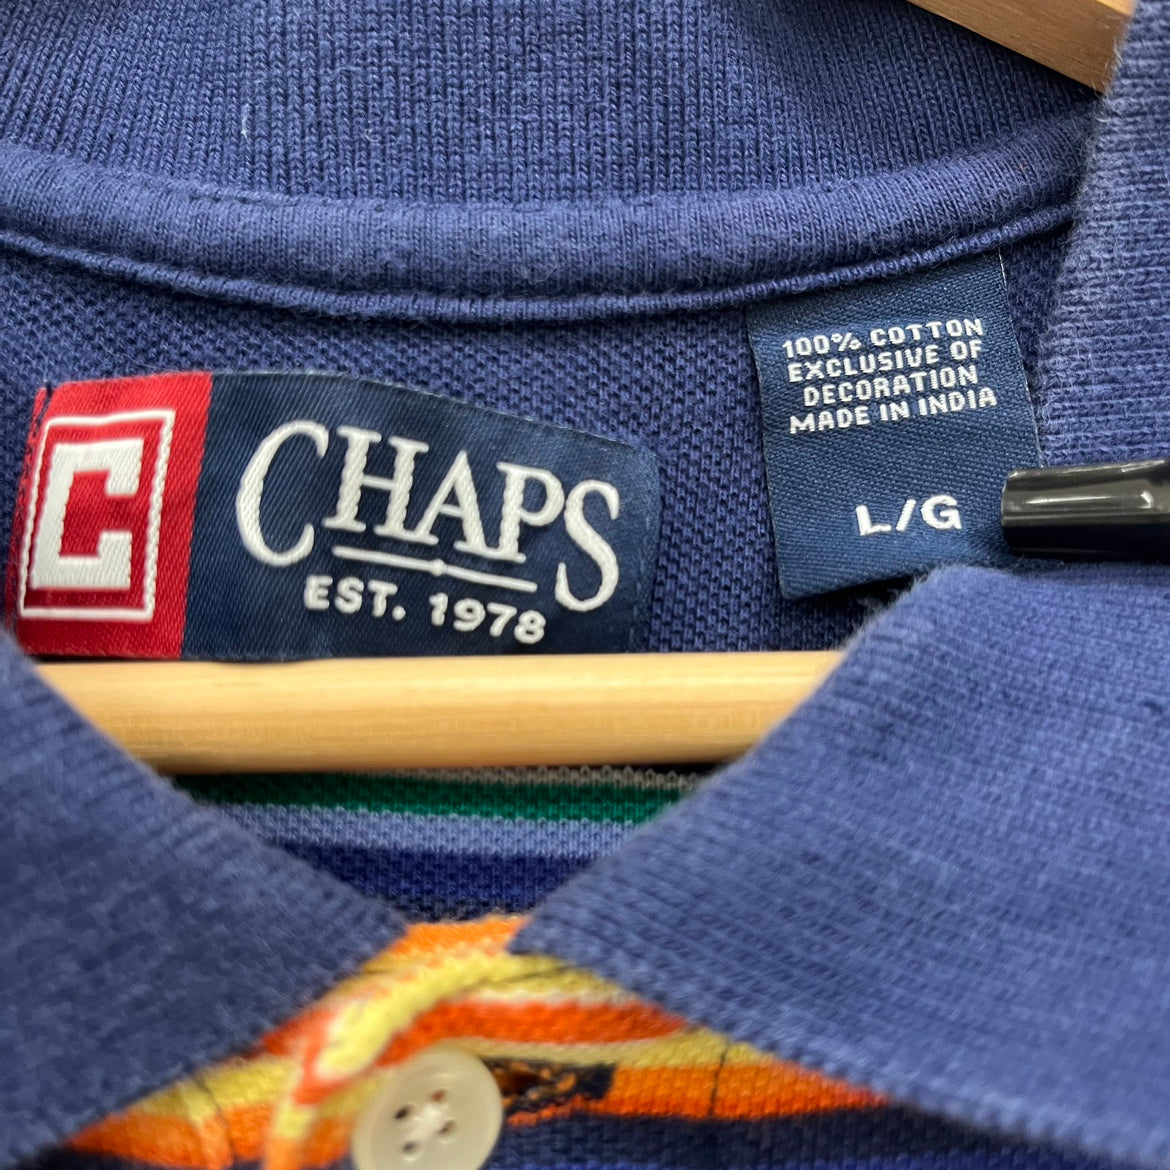 C
CHAPS
EST. 1978
100% COTTON
EXCLUSIVE OF
DECORATION
MADE IN INDIA
L/G